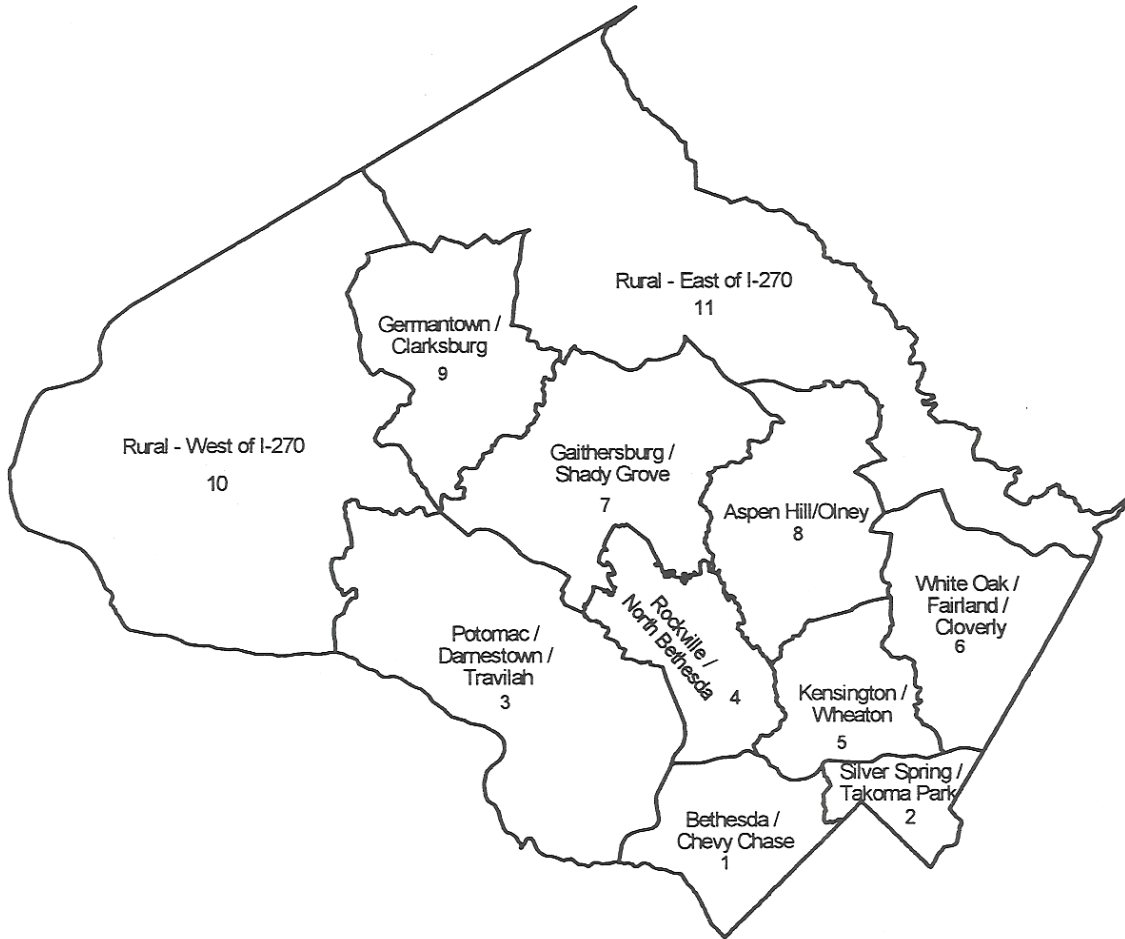 Rural - East of I-270
11
Germantown /
Clarksburg
9
Rural - West of I-270
10
Gaithersburg /
Shady Grove
7
Aspen Hill/Olney
8
White Oak /
Fairland /
Cloverly
6
Rockville /
North Bethesda
4
Potomac /
Darnestown /
Travilah
3
Kensington /
Wheaton
5
Silver Spring /
Takoma Park
2
Bethesda /
Chevy Chase
1